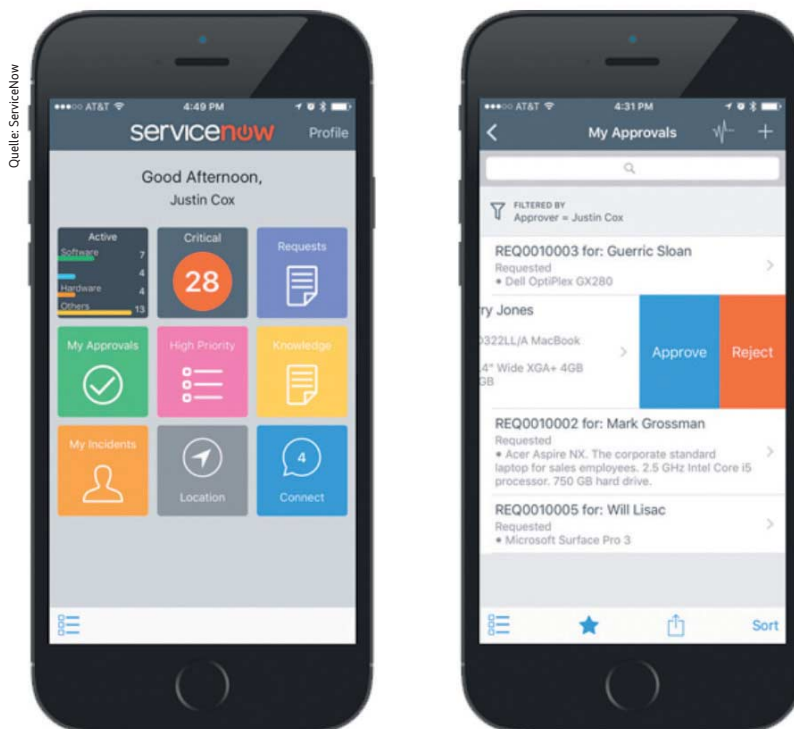 Quelle: ServiceNow
AT&T 4:49 PM
servicenow Profile
Good Afternoon,
Justin Cox
Active
Software 7
4
Hardware 4
Others 13
Critical
28
Requests
My Approvals
High Priority
Knowledge
My Incidents
Location
4
Connect
AT&T 4:31 PM
My Approvals
FILTERED BY
Approver = Justin Cox
REQ0010003 for: Guerric Sloan
Requested
• Dell OptiPlex GX280
ry Jones
0322LL/A MacBook
.4" Wide XGA+ 4GB
GB
Approve
Reject
REQ0010002 for: Mark Grossman
Requested
• Acer Aspire NX. The corporate standard
laptop for sales employees. 2.5 GHz Intel Core i5
processor. 750 GB hard drive.
REQ0010005 for: Will Lisac
Requested
• Microsoft Surface Pro 3
Sort